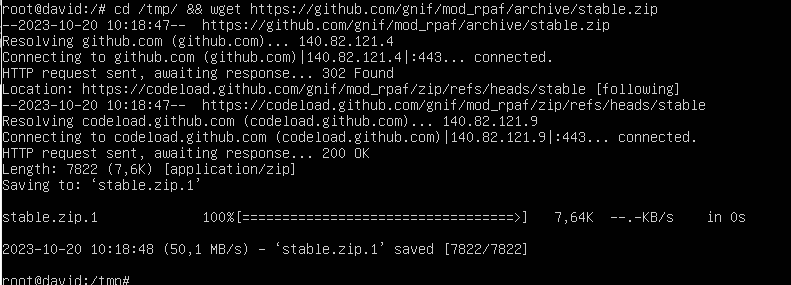 root@david:/# cd /tmp/ && wget https://github.com/gnif/mod_rpaf/archive/stable.zip
--2023-10-20 10:18:47--  https://github.com/gnif/mod_rpaf/archive/stable.zip
Resolving github.com (github.com)... 140.82.121.4
Connecting to github.com (github.com)|140.82.121.4|:443... connected.
HTTP request sent, awaiting response... 302 Found
Location: https://codeload.github.com/gnif/mod_rpaf/zip/refs/heads/stable [following]
--2023-10-20 10:18:47--  https://codeload.github.com/gnif/mod_rpaf/zip/refs/heads/stable
Resolving codeload.github.com (codeload.github.com)... 140.82.121.9
Connecting to codeload.github.com (codeload.github.com)|140.82.121.9|:443... connected.
HTTP request sent, awaiting response... 200 OK
Length: 7822 (7,6K) [application/zip]
Saving to: ‘stable.zip.1’
stable.zip.1              100%[===================================>]   7,64K  --.-KB/s    in 0s
2023-10-20 10:18:48 (50,1 MB/s) – ‘stable.zip.1’ saved [7822/7822]
root@david:/tmp#